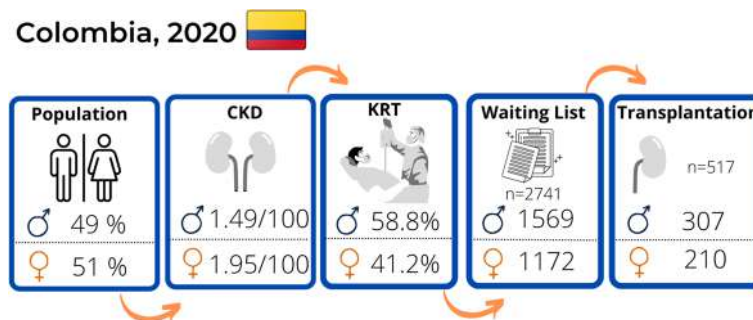 Colombia, 2020
Population
♂ 49 %
♀ 51 %
CKD
♂ 1.49/100
♀ 1.95/100
KRT
♂ 58.8%
♀ 41.2%
Waiting List
n=2741
♂ 1569
♀ 1172
Transplantation
n=517
♂ 307
♀ 210